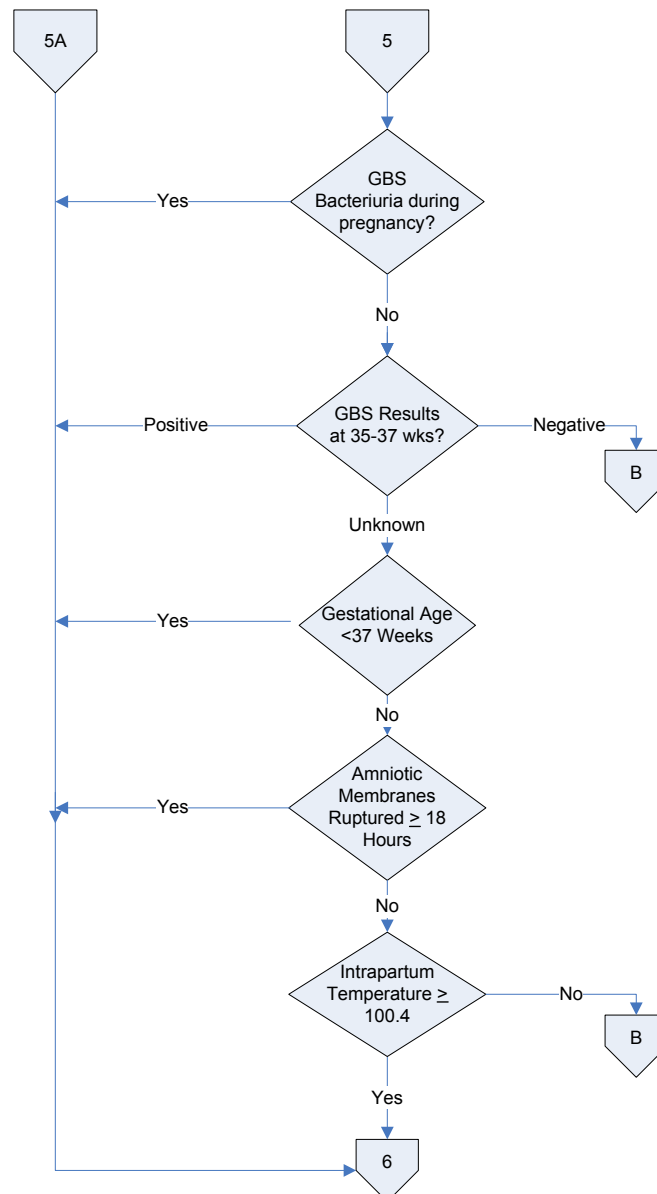 5A
5
GBS
Bacteriuria during
pregnancy?
Yes
No
GBS Results
at 35-37 wks?
Positive
Negative
B
Unknown
Gestational Age
<37 Weeks
Yes
No
Amniotic
Membranes
Ruptured ≥ 18
Hours
Yes
No
Intrapartum
Temperature ≥
100.4
No
B
Yes
6